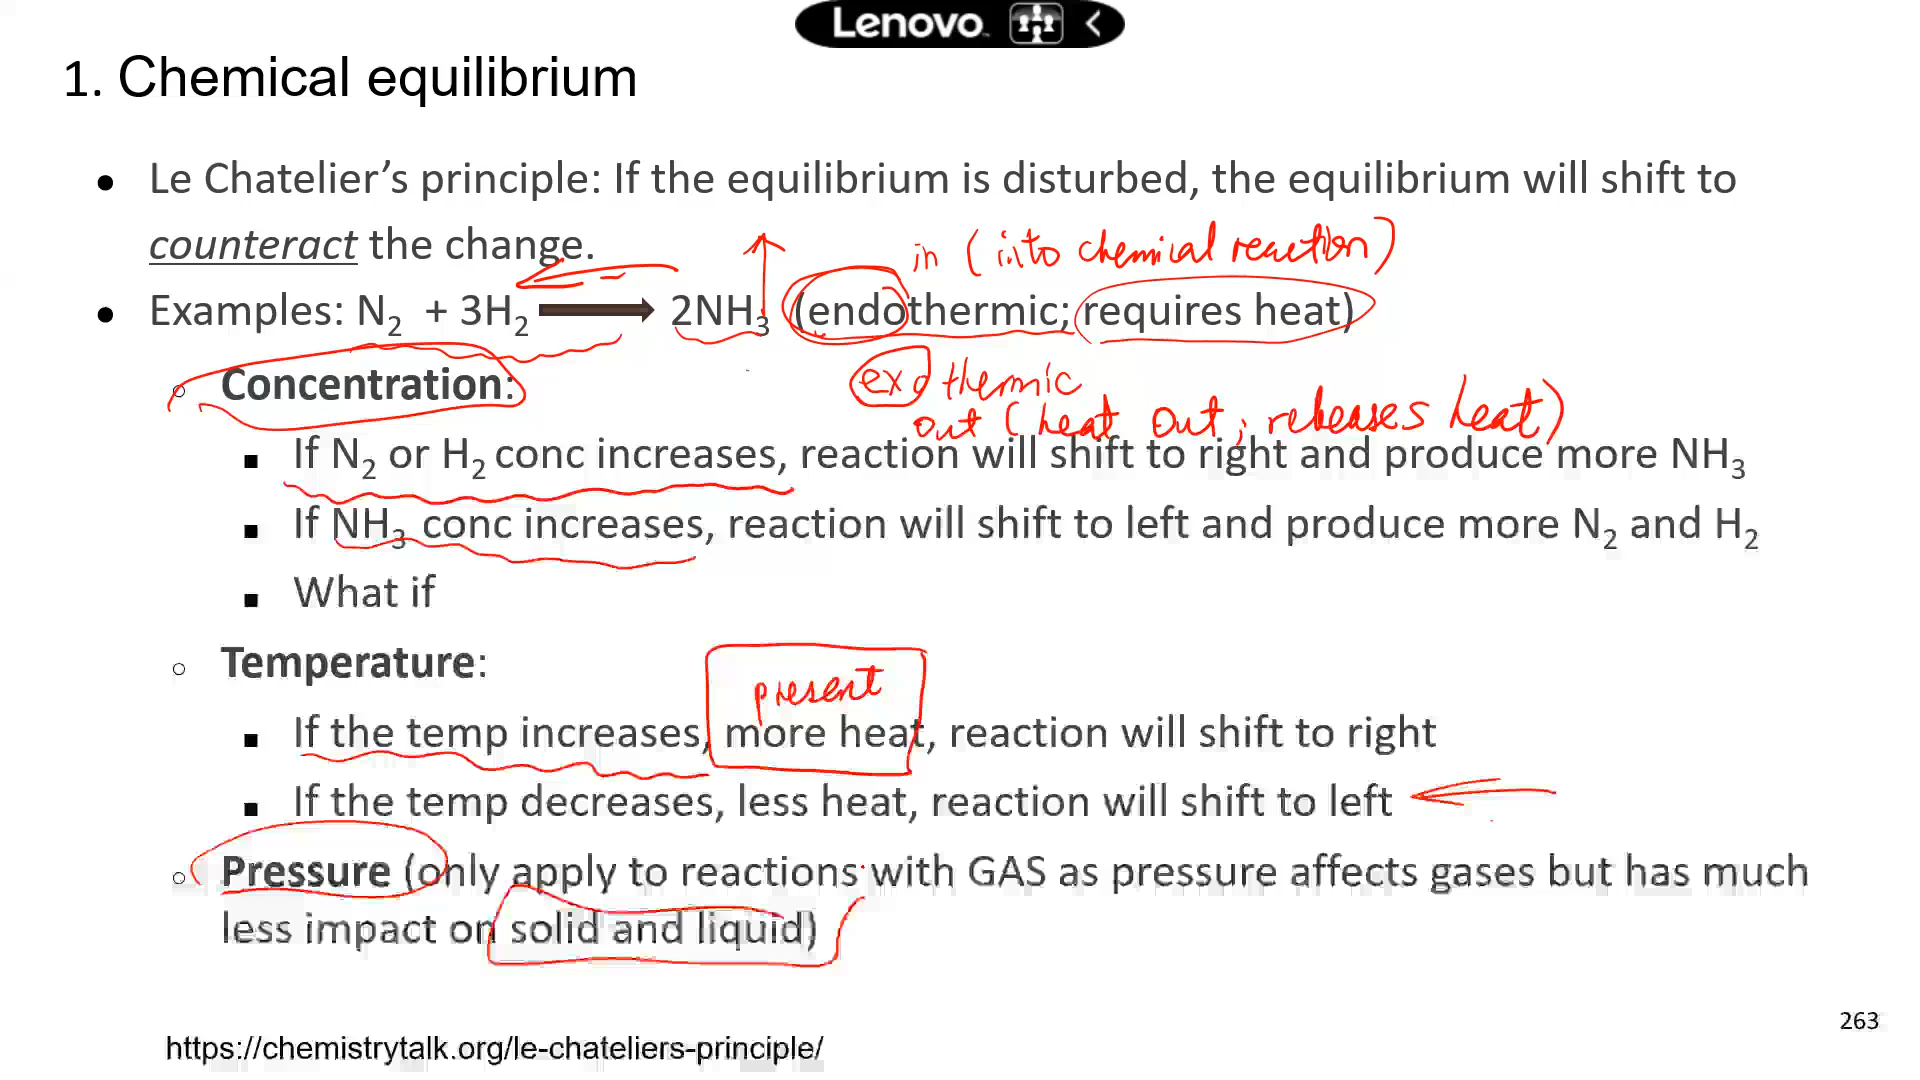 Lenovo
1. Chemical equilibrium
• Le Chatelier's principle: If the equilibrium is disturbed, the equilibrium will shift to
counteract the change.
in (into chemical reaction)
• Examples: N₂ + 3H₂ → 2NH₃ (endothermic; requires heat)
exothermic
out (heat out; releases heat)
○ Concentration:
▪ If N₂ or H₂ conc increases, reaction will shift to right and produce more NH₃
▪ If NH₃ conc increases, reaction will shift to left and produce more N₂ and H₂
▪ What if
○ Temperature:
present
▪ If the temp increases, more heat, reaction will shift to right
▪ If the temp decreases, less heat, reaction will shift to left
○ Pressure (only apply to reactions with GAS as pressure affects gases but has much
less impact on solid and liquid)
263
https://chemistrytalk.org/le-chateliers-principle/